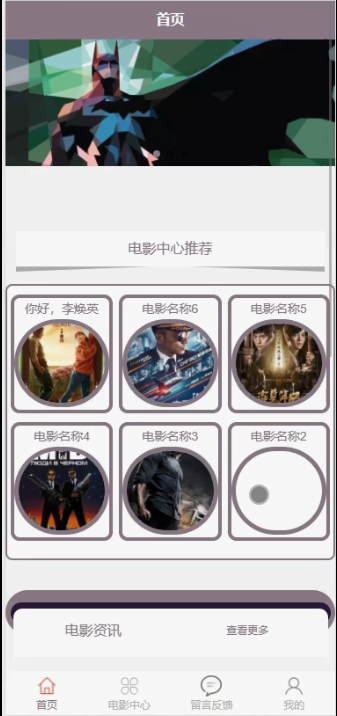 首页
电影中心推荐
你好，李焕英
电影名称6
电影名称5
电影名称4
电影名称3
电影名称2
ЛЮДИ В ЧЕРНОМ
电影资讯
查看更多
首页
电影中心
留言反馈
我的